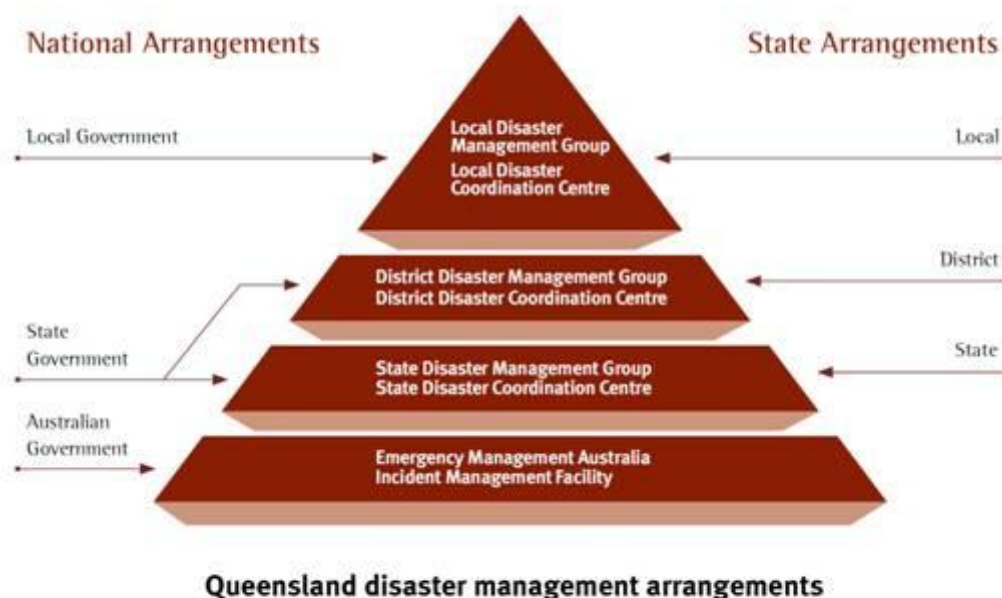 National Arrangements
State Arrangements
Local Government
Local Disaster
Management Group
Local Disaster
Coordination Centre
Local
District Disaster Management Group
District Disaster Coordination Centre
District
State
Government
State Disaster Management Group
State Disaster Coordination Centre
State
Australian
Government
Emergency Management Australia
Incident Management Facility
Queensland disaster management arrangements